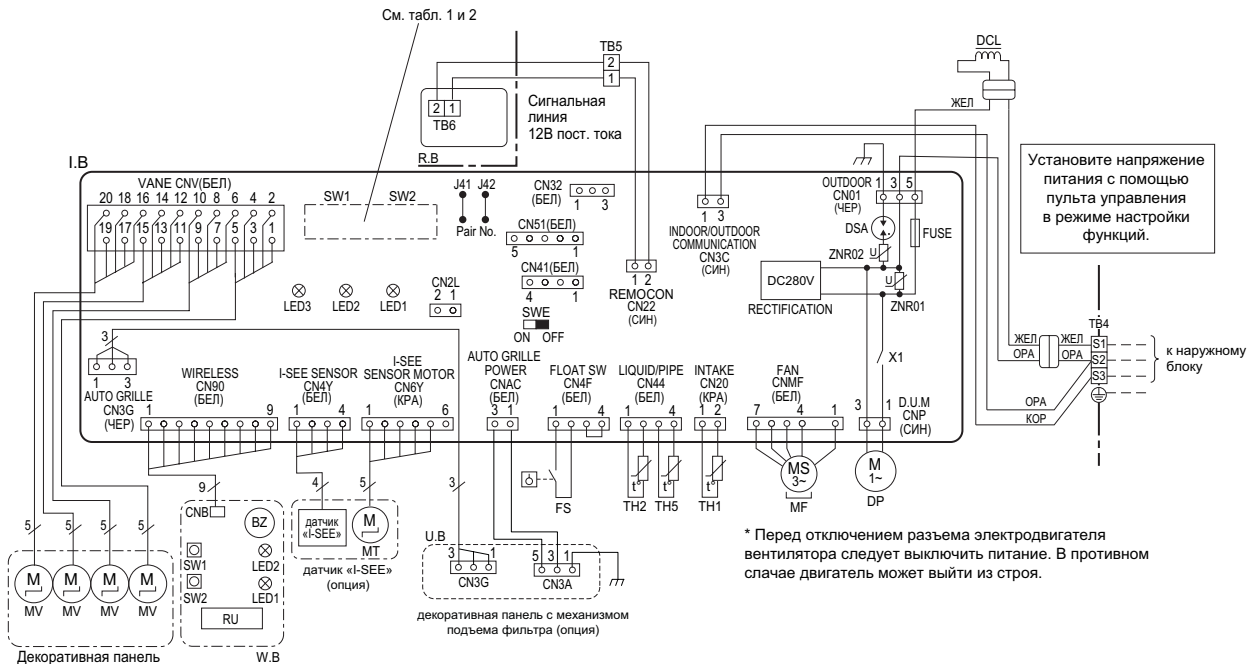 См. табл. 1 и 2
DCL
TB5
2
1
ЖЕЛ
2 1
TB6
R.B
Сигнальная
линия
12В пост. тока
I.B
VANE CNV(БЕЛ)
20 18 16 14 12 10 8 6 4 2
19 17 15 13 11 9 7 5 3 1
SW1 SW2
J41 J42
Pair No.
CN32
(БЕЛ)
1 3
CN51(БЕЛ)
5 1
CN41(БЕЛ)
4 1
SWE
ON OFF
LED3 LED2 LED1
CN2L
2 1
1 2
REMOCON
CN22
(СИН)
1 3
INDOOR/OUTDOOR
COMMUNICATION
CN3C
(СИН)
OUTDOOR
CN01
(ЧЕР)
1 3 5
DSA
FUSE
ZNR02
U
U
ZNR01
DC280V
RECTIFICATION
X1
Установите напряжение
питания с помощью
пульта управления
в режиме настройки
функций.
TB4
ЖЕЛ ЖЕЛ S1
ОРА ОРА S2
S3
к наружному
блоку
ОРА
КОР
3
1 3
AUTO GRILLE
CN3G
(ЧЕР)
WIRELESS
CN90
(БЕЛ)
1 9
I-SEE SENSOR
CN4Y
(БЕЛ)
1 4
I-SEE
SENSOR MOTOR
CN6Y
(КРА)
1 6
AUTO GRILLE
POWER
CNAC
(БЕЛ)
3 1
FLOAT SW
CN4F
(БЕЛ)
1 4
LIQUID/PIPE
CN44
(БЕЛ)
1 4
INTAKE
CN20
(КРА)
1 2
FAN
CNMF
(БЕЛ)
7 4 1
3 1
D.U.M
CNP
(СИН)
5 5 5 5
M M M M
MV MV MV MV
Декоративная панель
9
CNB
BZ
SW1
LED2
SW2
LED1
RU
W.B
4
датчик
«I-SEE»
5
M
MT
датчик «I-SEE»
(опция)
3
U.B
3 1
CN3G
5 3 1
CN3A
декоративная панель с механизмом
подъема фильтра (опция)
FS
t°
TH2
t°
TH5
t°
TH1
MS
3~
MF
M
1~
DP
* Перед отключением разъема электродвигателя
вентилятора следует выключить питание. В противном
слачае двигатель может выйти из строя.